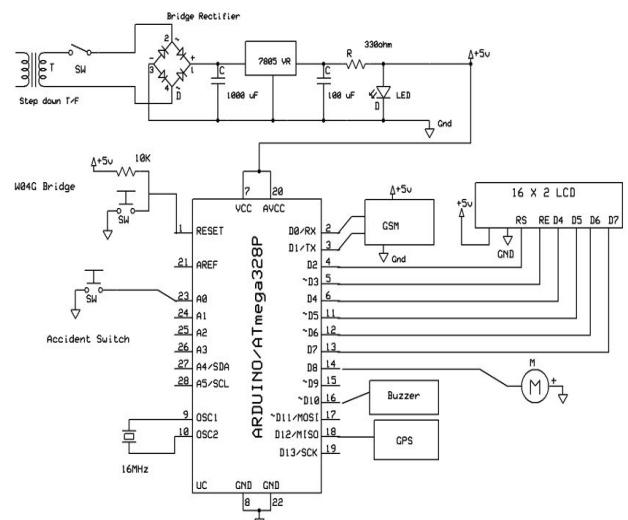 Bridge Rectifier
330ohm
R
+5v
T
SW
2
~
-
+
3
1
4
~
D
C
7805 VR
C
1000 uF
100 uF
D
LED
Step down T/F
Gnd
+5v
10K
W04G Bridge
SW
7
20
VCC
AVCC
+5v
GSM
Gnd
16 X 2 LCD
+5v
RS
RE
D4
D5
D6
D7
GND
1
RESET
D0/RX
2
D1/TX
3
21
AREF
D2
4
~D3
5
23
A0
D4
6
SW
24
A1
~D5
11
25
A2
~D6
12
Accident Switch
26
A3
D7
13
27
A4/SDA
D8
14
M
28
A5/SCL
~D9
15
M
+
~D10
16
Buzzer
9
OSC1
~D11/MOSI
17
10
OSC2
D12/MISO
18
GPS
D13/SCK
19
16MHz
ARDUINO/ATmega328P
UC
GND
GND
8
22